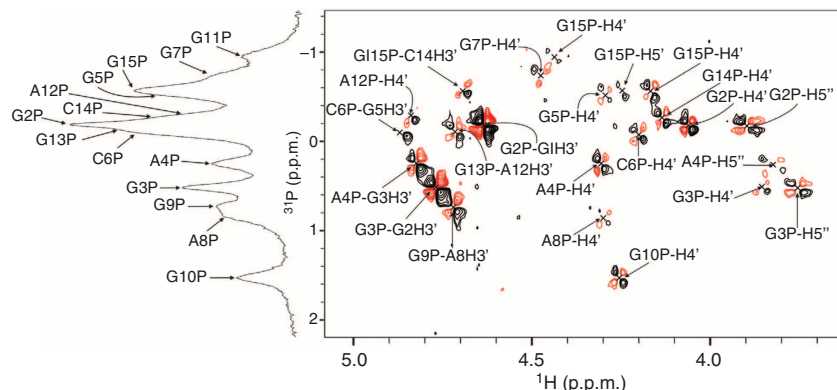 G11P
G7P
G15P
G5P
A12P
C14P
G2P
G13P
C6P
A4P
G3P
G9P
A8P
G10P
31P (p.p.m.)
–1
0
1
2
G15P-H4′
G7P-H4′
G15P-H5′
G15P-H4′
GI15P-C14H3′
G14P-H4′
A12P-H4′
G5P-H4′
G2P-H4′
G2P-H5″
C6P-G5H3′
G2P-GIH3′
G13P-A12H3′
C6P-H4′
A4P-H5″
A4P-G3H3′
A4P-H4′
G3P-H4′
G3P-G2H3′
G3P-H5″
A8P-H4′
G9P-A8H3′
G10P-H4′
5.0 4.5 4.0
1H (p.p.m.)